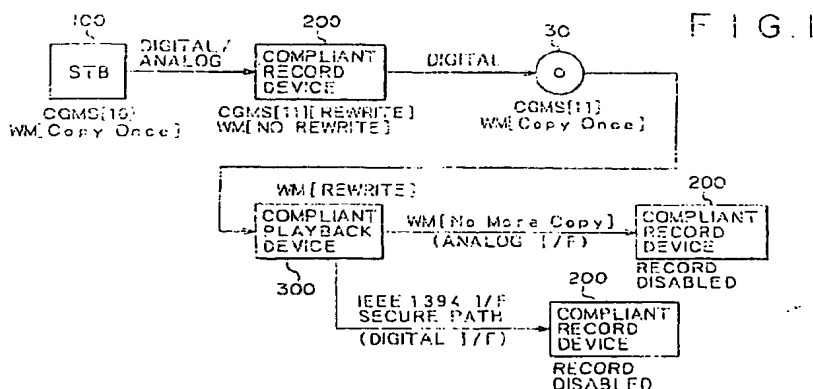 FIG.1
100
STB
CGMS[10]
WM[Copy Once]
DIGITAL/
ANALOG
200
COMPLIANT
RECORD
DEVICE
CGMS[11][REWRITE]
WM[NO REWRITE]
DIGITAL
30
CGMS[11]
WM[Copy Once]
WM[REWRITE]
COMPLIANT
PLAYBACK
DEVICE
300
WM[No More Copy]
(ANALOG I/F)
200
COMPLIANT
RECORD
DEVICE
RECORD
DISABLED
IEEE 1394 I/F
SECURE PATH
(DIGITAL I/F)
200
COMPLIANT
RECORD
DEVICE
RECORD
DISABLED